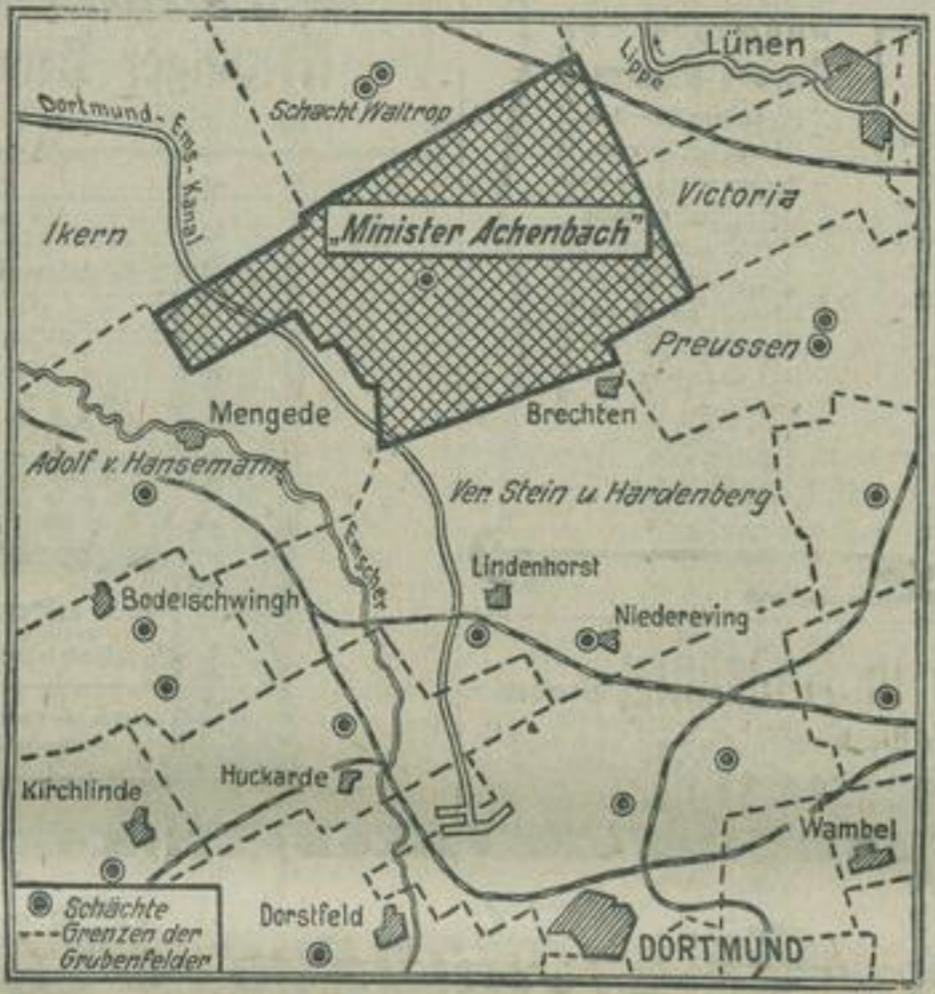 Lünen
Lippe
Schacht Waltrop
Dortmund-Ems-Kanal
Victoria
Ikern
„Minister Achenbach”
Preussen
Mengede
Brechten
Adolf v. Hansemann
Ver. Stein u. Hardenberg
Emscher
Lindenhorst
Bodelschwingh
Niedereving
Huckarde
Kirchlinde
Wambel
Schächte
Grenzen der
Grubenfelder
Dorstfeld
DORTMUND